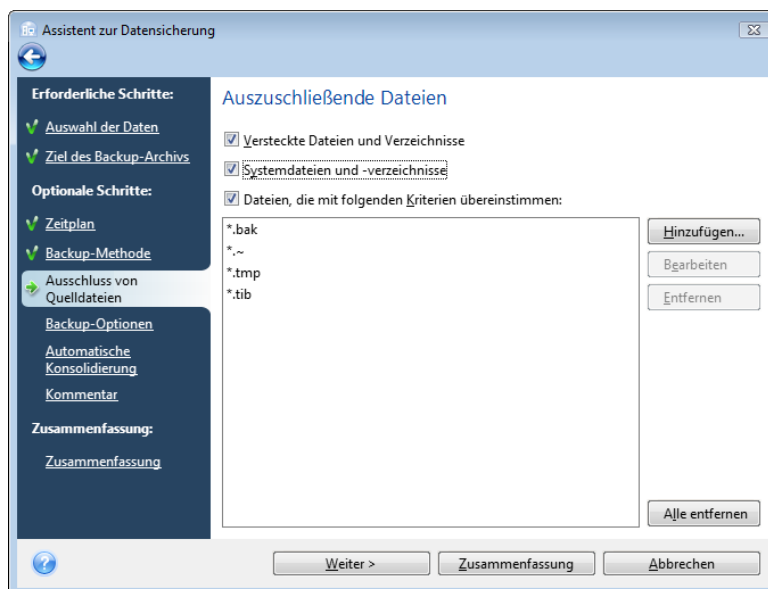 Assistent zur Datensicherung
Erforderliche Schritte:
Auswahl der Daten
Ziel des Backup-Archivs
Optionale Schritte:
Zeitplan
Backup-Methode
Ausschluss von
Quelldateien
Backup-Optionen
Automatische
Konsolidierung
Kommentar
Zusammenfassung:
Zusammenfassung
Auszuschließende Dateien
Versteckte Dateien und Verzeichnisse
Systemdateien und -verzeichnisse
Dateien, die mit folgenden Kriterien übereinstimmen:
*.bak
*.~
*.tmp
*.tib
Hinzufügen...
Bearbeiten
Entfernen
Alle entfernen
Weiter >
Zusammenfassung
Abbrechen